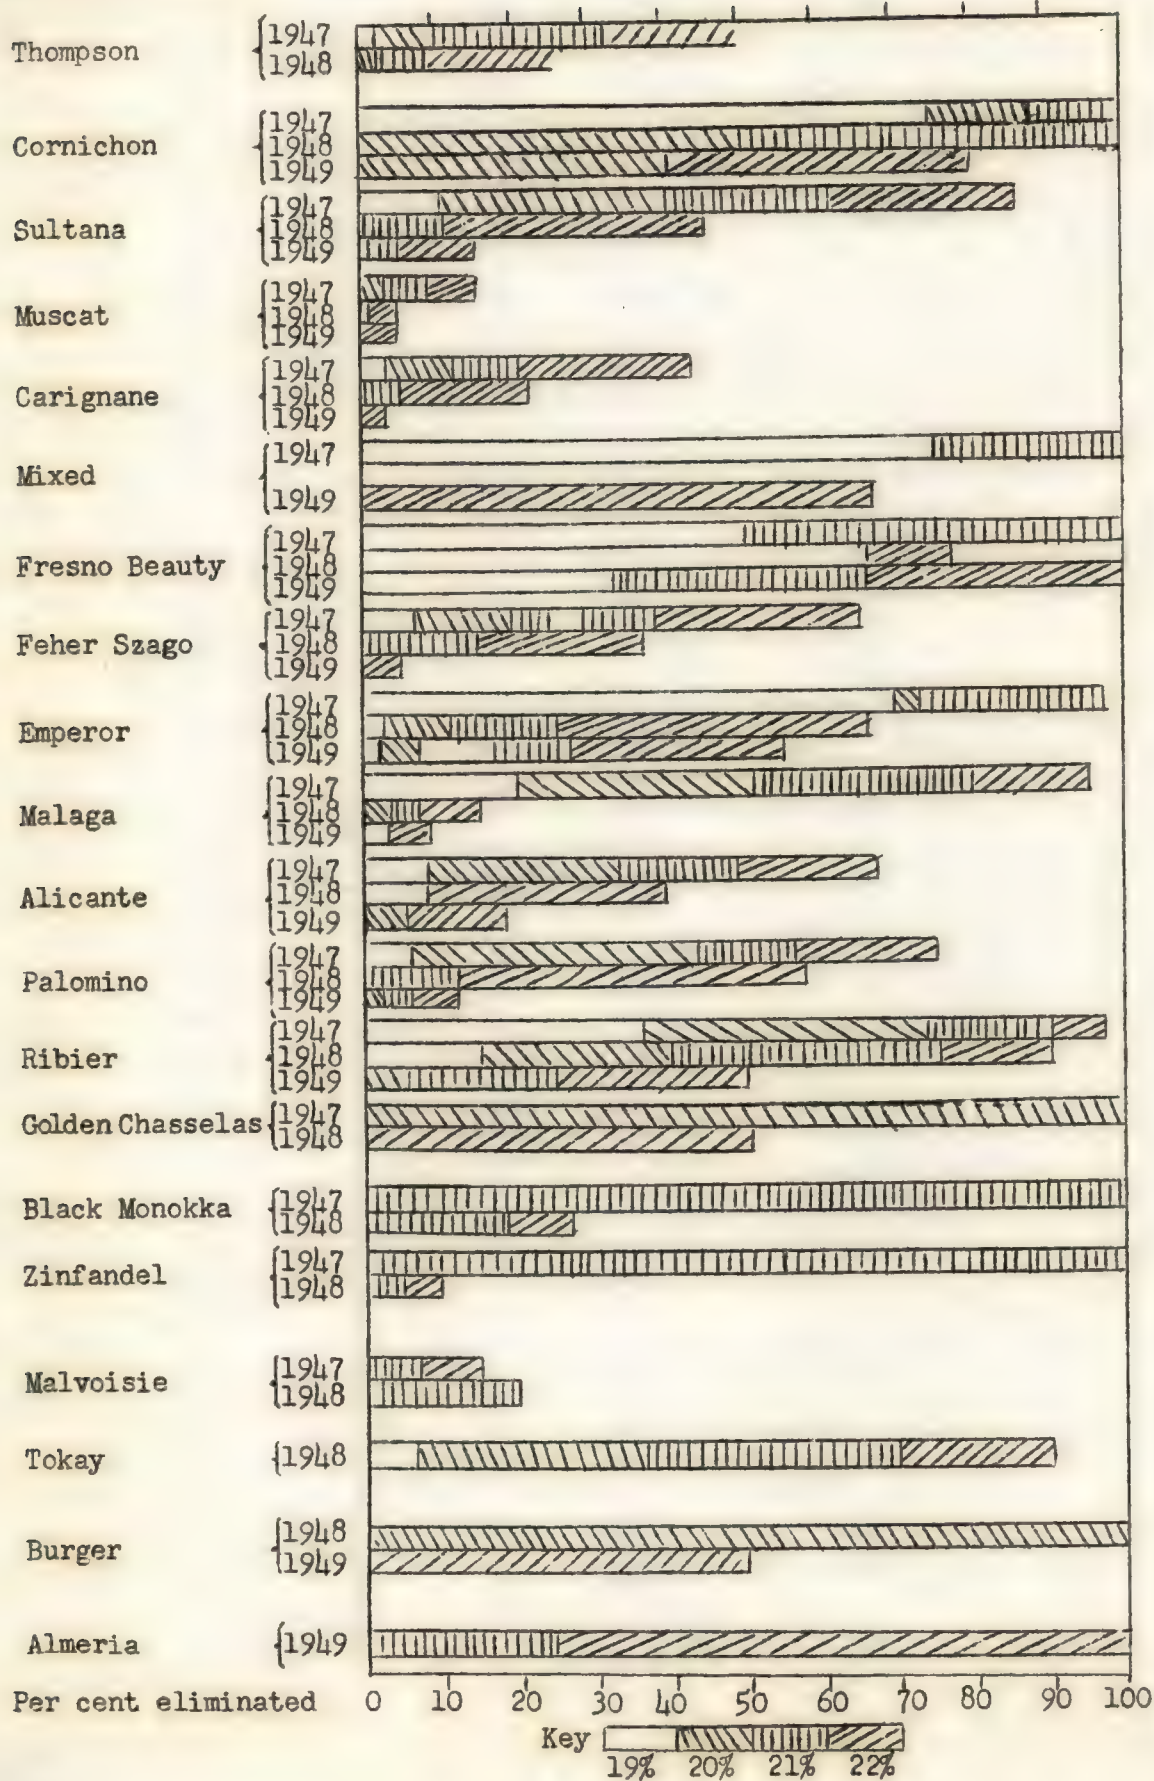 Thompson 1947
1948
Cornichon 1947
1948
1949
Sultana 1947
1948
1949
Muscat 1947
1948
1949
Carignane 1947
1948
1949
Mixed 1947
1949
Fresno Beauty 1947
1948
1949
Feher Szago 1947
1948
1949
Emperor 1947
1948
1949
Malaga 1947
1948
1949
Alicante 1947
1948
1949
Palomino 1947
1948
1949
Ribier 1947
1948
1949
Golden Chasselas 1947
1948
Black Monokka 1947
1948
Zinfandel 1947
1948
Malvoisie 1947
1948
Tokay 1948
Burger 1948
1949
Almeria 1949
Per cent eliminated 0 10 20 30 40 50 60 70 80 90 100
Key
19% 20% 21% 22%